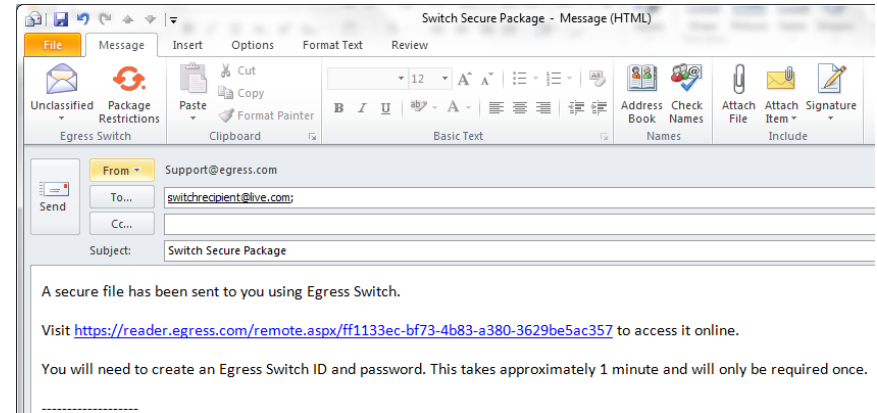 Switch Secure Package - Message (HTML)
File Message Insert Options Format Text Review
Cut
Copy
Format Painter
Paste
Unclassified
Package Restrictions
12
B I U
Address Book
Check Names
Attach File
Attach Item
Signature
Egress Switch Clipboard Basic Text Names Include
Send
From Support@egress.com
To... switchrecipient@live.com;
Cc...
Subject: Switch Secure Package
A secure file has been sent to you using Egress Switch.
Visit https://reader.egress.com/remote.aspx/ff1133ec-bf73-4b83-a380-3629be5ac357 to access it online.
You will need to create an Egress Switch ID and password. This takes approximately 1 minute and will only be required once.
-------------------